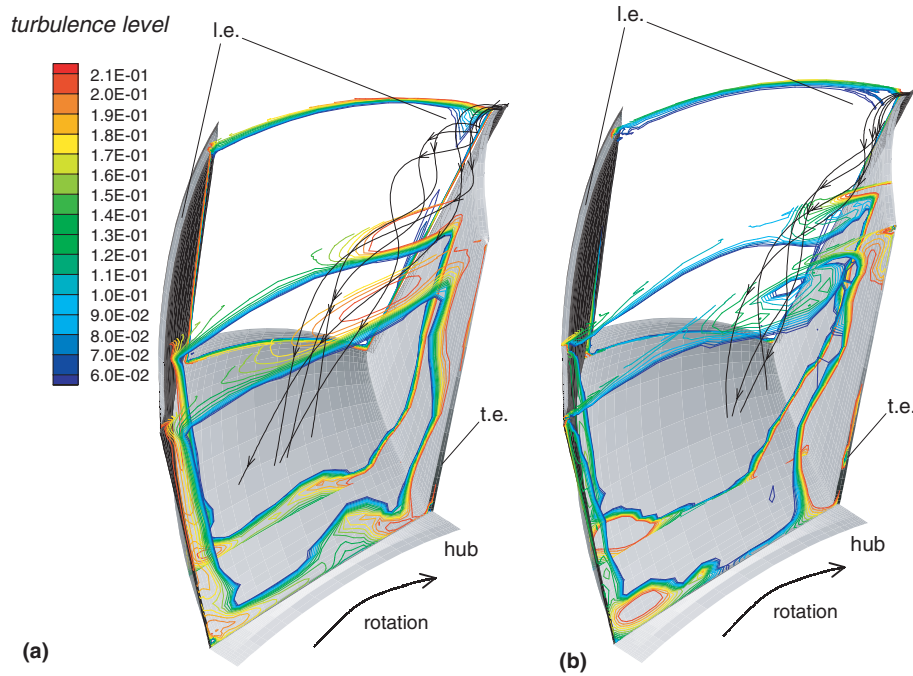 turbulence level
l.e.
l.e.
2.1E-01
2.0E-01
1.9E-01
1.8E-01
1.7E-01
1.6E-01
1.5E-01
1.4E-01
1.3E-01
1.2E-01
1.1E-01
1.0E-01
9.0E-02
8.0E-02
7.0E-02
6.0E-02
t.e.
t.e.
hub
hub
rotation
rotation
(a)
(b)